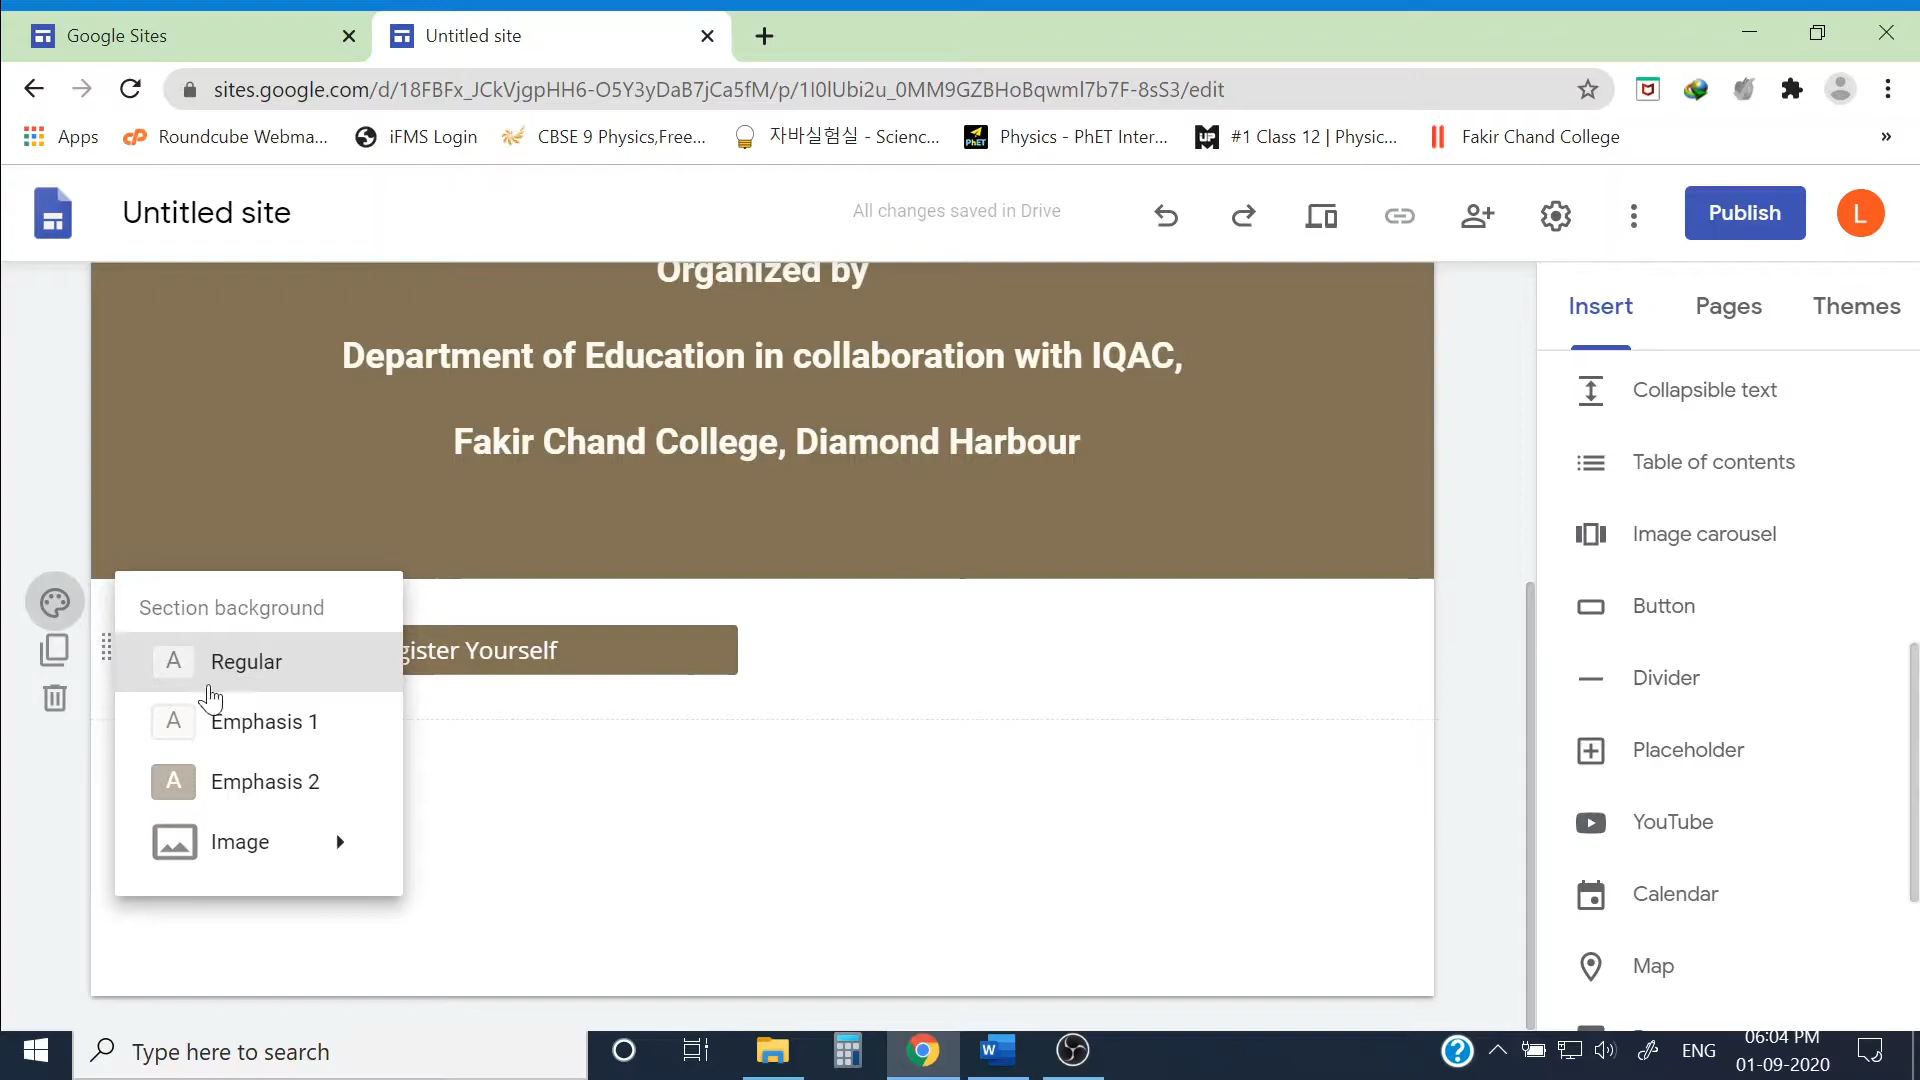 Google Sites
Untitled site
sites.google.com/d/18FBFx_JCkVjgpHH6-O5Y3yDaB7jCa5fM/p/1I0lUbi2u_0MM9GZBHoBqwml7b7F-8sS3/edit
Apps
Roundcube Webma...
iFMS Login
CBSE 9 Physics,Free...
자바실험실 - Scienc...
Physics - PhET Inter...
#1 Class 12 | Physic...
Fakir Chand College
»
Untitled site
All changes saved in Drive
Publish
L
Organized by
Department of Education in collaboration with IQAC,
Fakir Chand College, Diamond Harbour
Section background
A Regular
A Emphasis 1
A Emphasis 2
Image
gister Yourself
Insert
Pages
Themes
Collapsible text
Table of contents
Image carousel
Button
Divider
Placeholder
YouTube
Calendar
Map
Type here to search
ENG
06:04 PM
01-09-2020